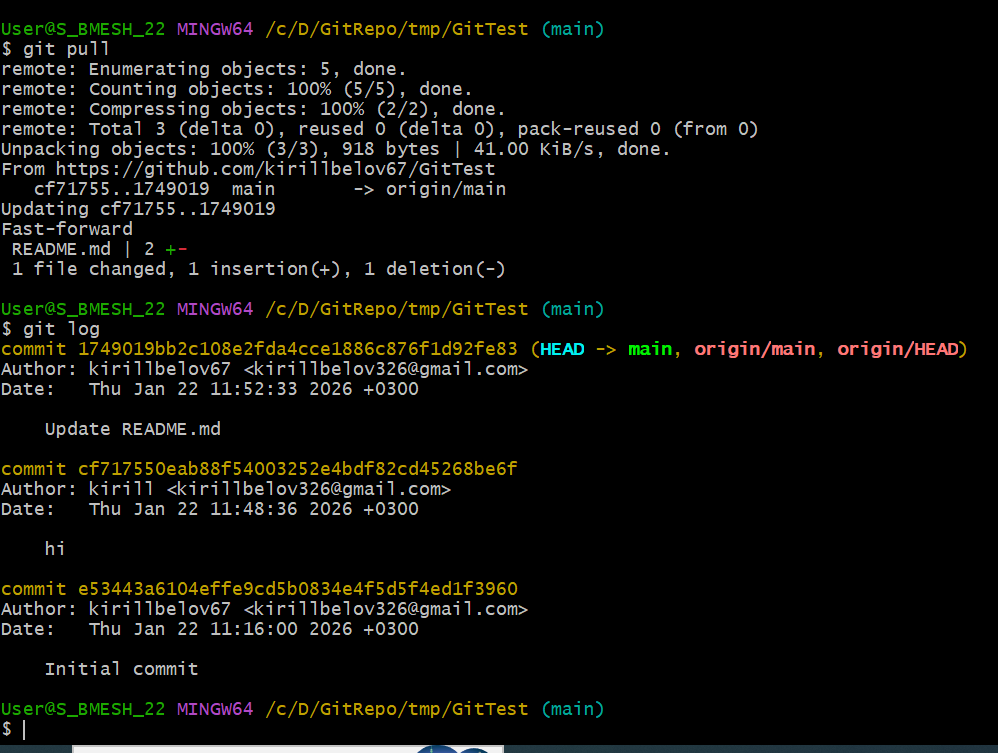 User@S_BMESH_22 MINGW64 /c/D/GitRepo/tmp/GitTest (main)
$ git pull
remote: Enumerating objects: 5, done.
remote: Counting objects: 100% (5/5), done.
remote: Compressing objects: 100% (2/2), done.
remote: Total 3 (delta 0), reused 0 (delta 0), pack-reused 0 (from 0)
Unpacking objects: 100% (3/3), 918 bytes | 41.00 KiB/s, done.
From https://github.com/kirillbelov67/GitTest
   cf71755..1749019  main       -> origin/main
Updating cf71755..1749019
Fast-forward
 README.md | 2 +-
 1 file changed, 1 insertion(+), 1 deletion(-)

User@S_BMESH_22 MINGW64 /c/D/GitRepo/tmp/GitTest (main)
$ git log
commit 1749019bb2c108e2fda4cce1886c876f1d92fe83 (HEAD -> main, origin/main, origin/HEAD)
Author: kirillbelov67 <kirillbelov326@gmail.com>
Date:   Thu Jan 22 11:52:33 2026 +0300

    Update README.md

commit cf717550eab88f54003252e4bdf82cd45268be6f
Author: kirill <kirillbelov326@gmail.com>
Date:   Thu Jan 22 11:48:36 2026 +0300

    hi

commit e53443a6104effe9cd5b0834e4f5d5f4ed1f3960
Author: kirillbelov67 <kirillbelov326@gmail.com>
Date:   Thu Jan 22 11:16:00 2026 +0300

    Initial commit

User@S_BMESH_22 MINGW64 /c/D/GitRepo/tmp/GitTest (main)
$